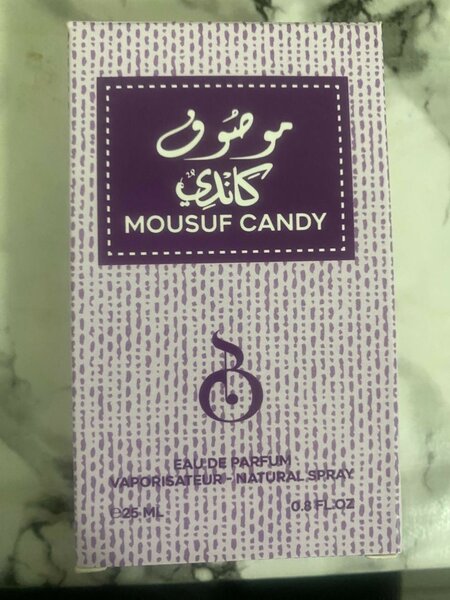 موصوف
كاندي
MOUSUF CANDY
EAU DE PARFUM
VAPORISATEUR - NATURAL SPRAY
℮25 ML 0.8 FL.OZ